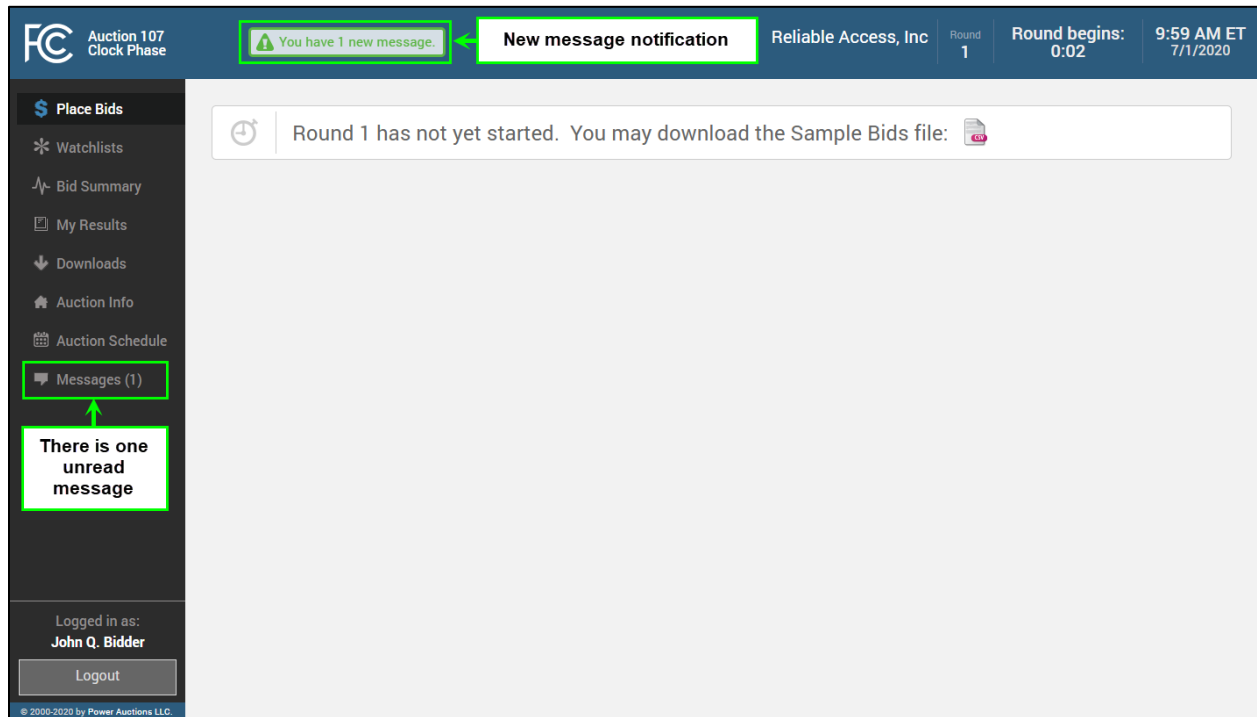 FCC
Auction 107
Clock Phase
You have 1 new message.
New message notification
Reliable Access, Inc
Round
1
Round begins:
0:02
9:59 AM ET
7/1/2020
Place Bids
Watchlists
Bid Summary
My Results
Downloads
Auction Info
Auction Schedule
Messages (1)
There is one
unread
message
Round 1 has not yet started. You may download the Sample Bids file:
CSV
Logged in as:
John Q. Bidder
Logout
© 2000-2020 by Power Auctions LLC.